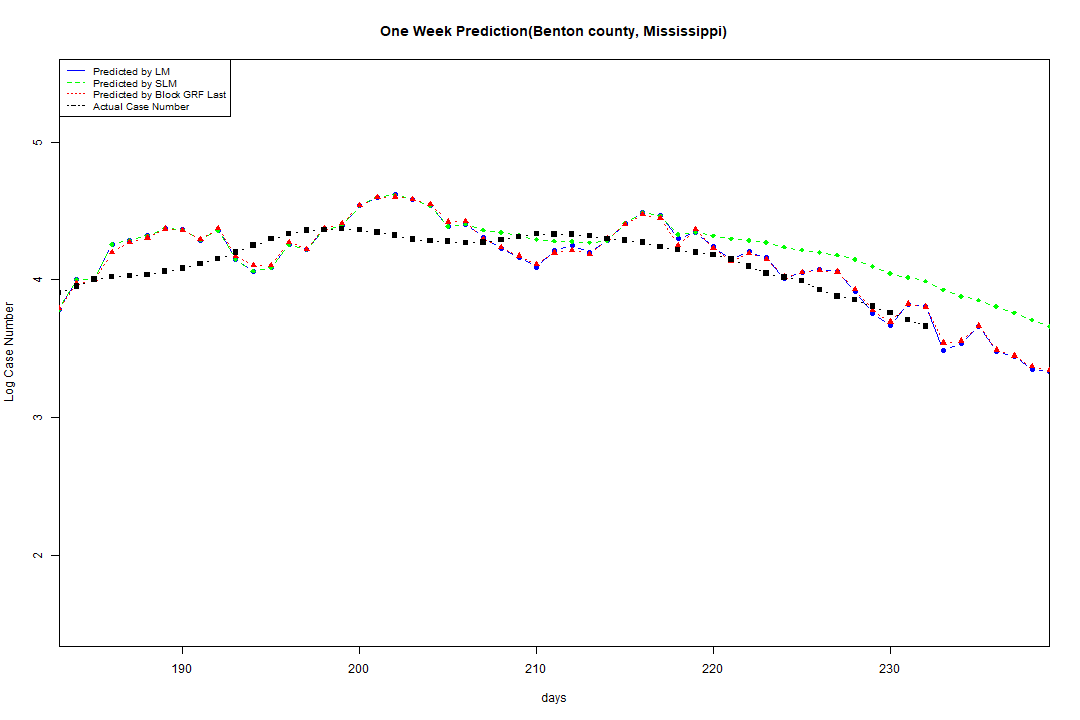 One Week Prediction(Benton county, Mississippi)
Predicted by LM
Predicted by SLM
Predicted by Block GRF Last
Actual Case Number
5
4
3
2
Log Case Number
190 200 210 220 230
days